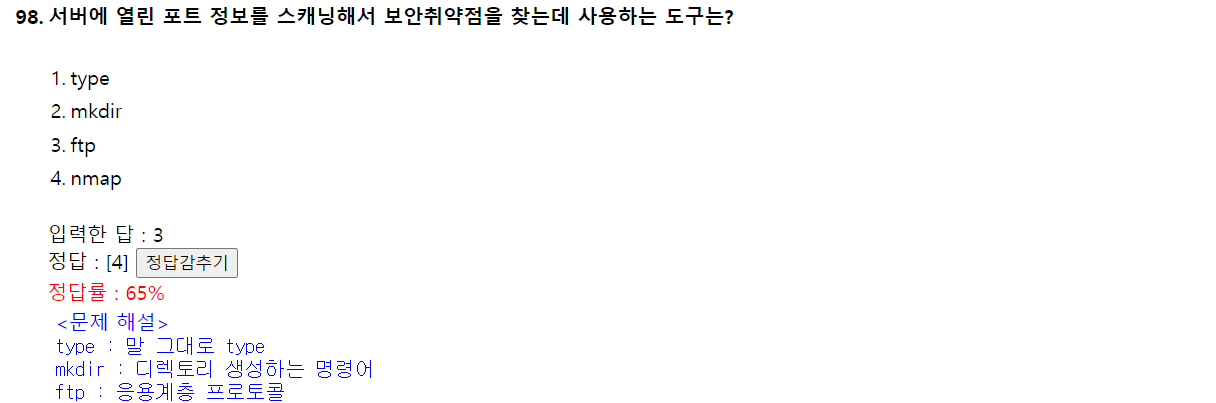 98. 서버에 열린 포트 정보를 스캐닝해서 보안취약점을 찾는데 사용하는 도구는?
1. type
2. mkdir
3. ftp
4. nmap
입력한 답 : 3
정답 : [4] 정답감추기
정답률 : 65%
<문제 해설>
type : 말 그대로 type
mkdir : 디렉토리 생성하는 명령어
ftp : 응용계층 프로토콜